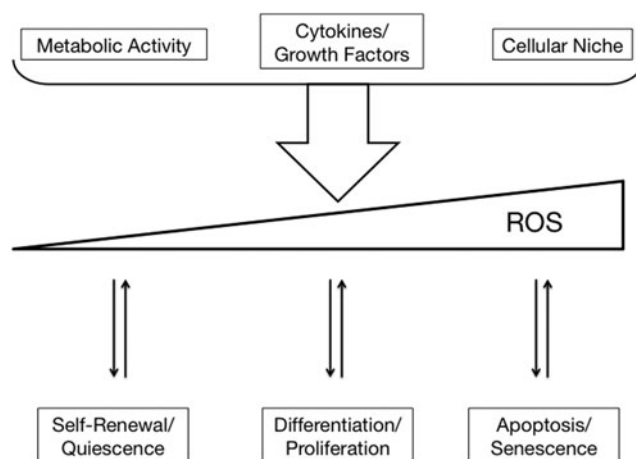 Metabolic Activity
Cytokines/
Growth Factors
Cellular Niche
ROS
Self-Renewal/
Quiescence
Differentiation/
Proliferation
Apoptosis/
Senescence